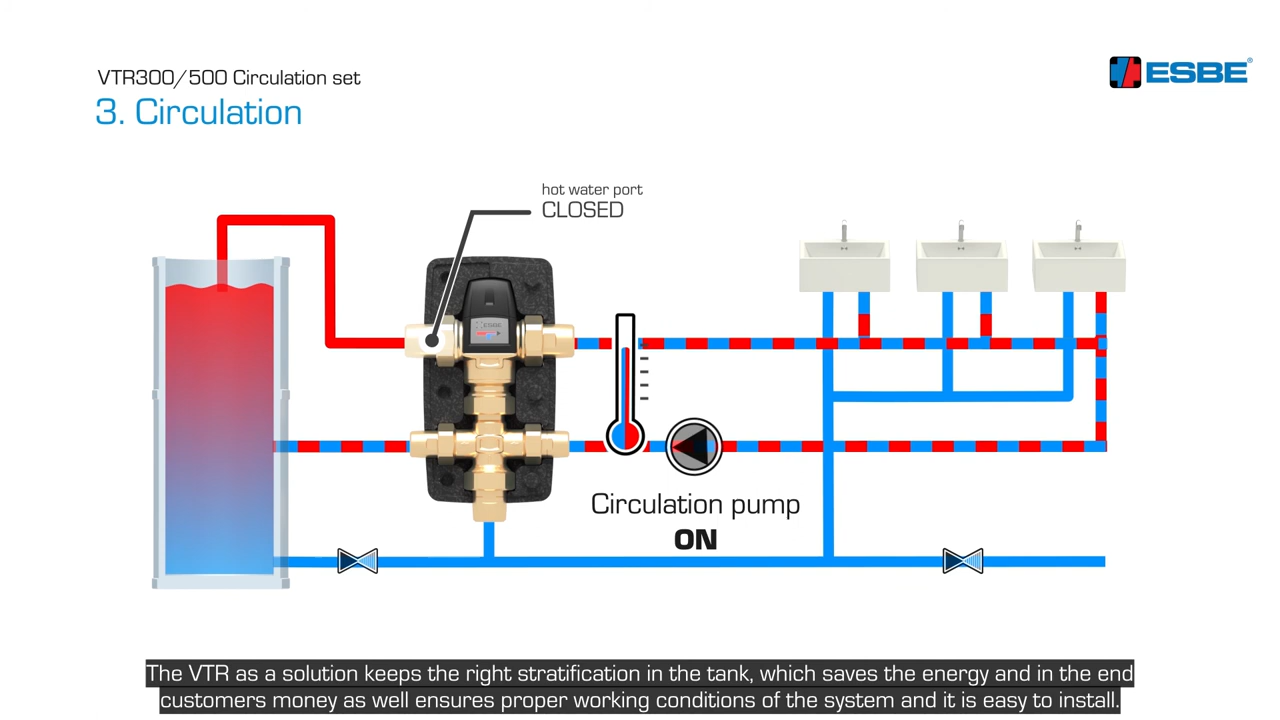 VTR300/500 Circulation set
3. Circulation
ESBE®
hot water port
CLOSED
ESBE
Circulation pump
ON
The VTR as a solution keeps the right stratification in the tank, which saves the energy and in the end
customers money as well ensures proper working conditions of the system and it is easy to install.